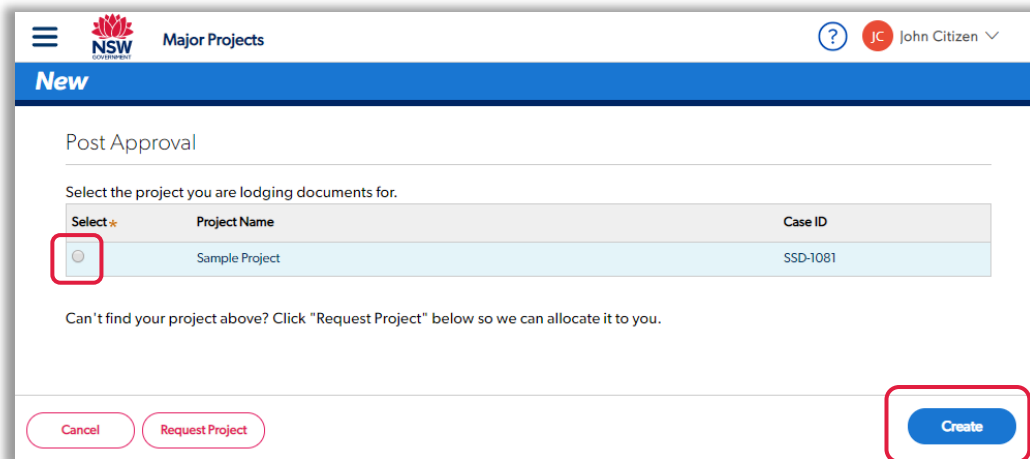 NSW
GOVERNMENT
Major Projects
?
JC
John Citizen
New
Post Approval
Select the project you are lodging documents for.
Select* Project Name Case ID
Sample Project SSD-1081
Can't find your project above? Click "Request Project" below so we can allocate it to you.
Cancel Request Project Create